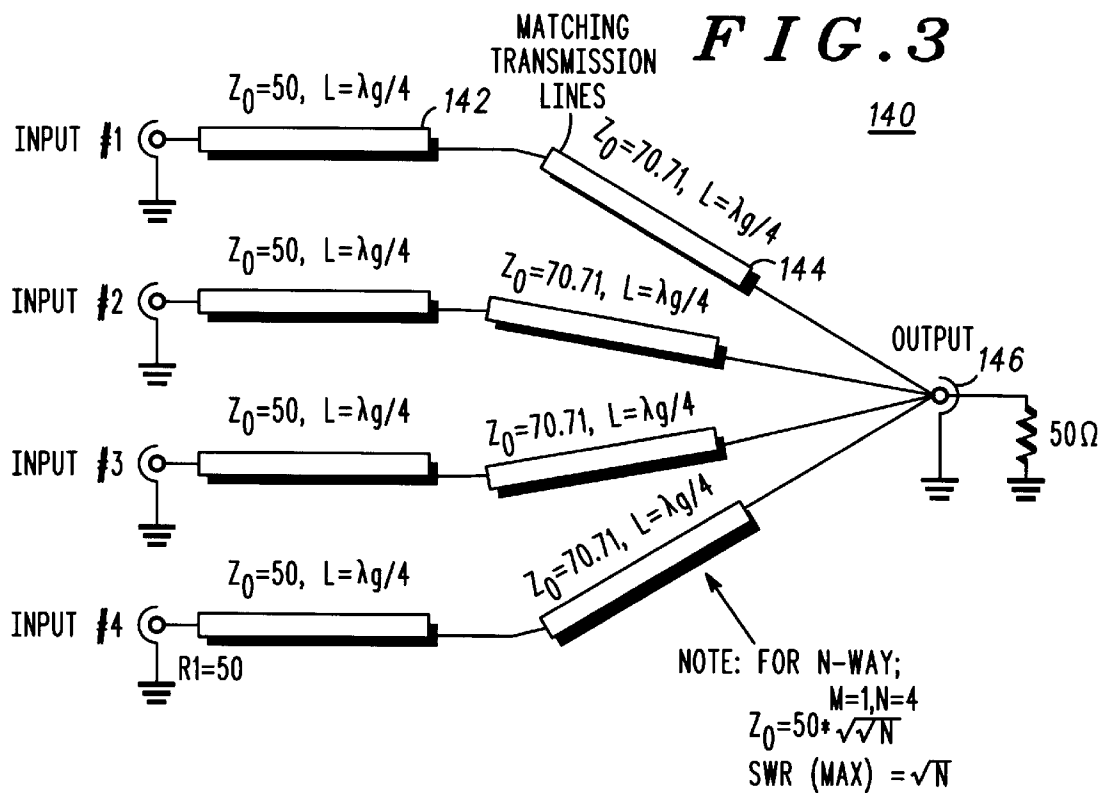 FIG.3
140
MATCHING
TRANSMISSION
LINES
Z₀=50, L=λg/4
142
INPUT #1
Z₀=70.71, L=λg/4
144
Z₀=50, L=λg/4
INPUT #2
Z₀=70.71, L=λg/4
OUTPUT
146
50Ω
Z₀=50, L=λg/4
INPUT #3
Z₀=70.71, L=λg/4
Z₀=50, L=λg/4
INPUT #4
R1=50
Z₀=70.71, L=λg/4
NOTE: FOR N-WAY;
M=1,N=4
Z₀=50*√√N
SWR (MAX) =√N